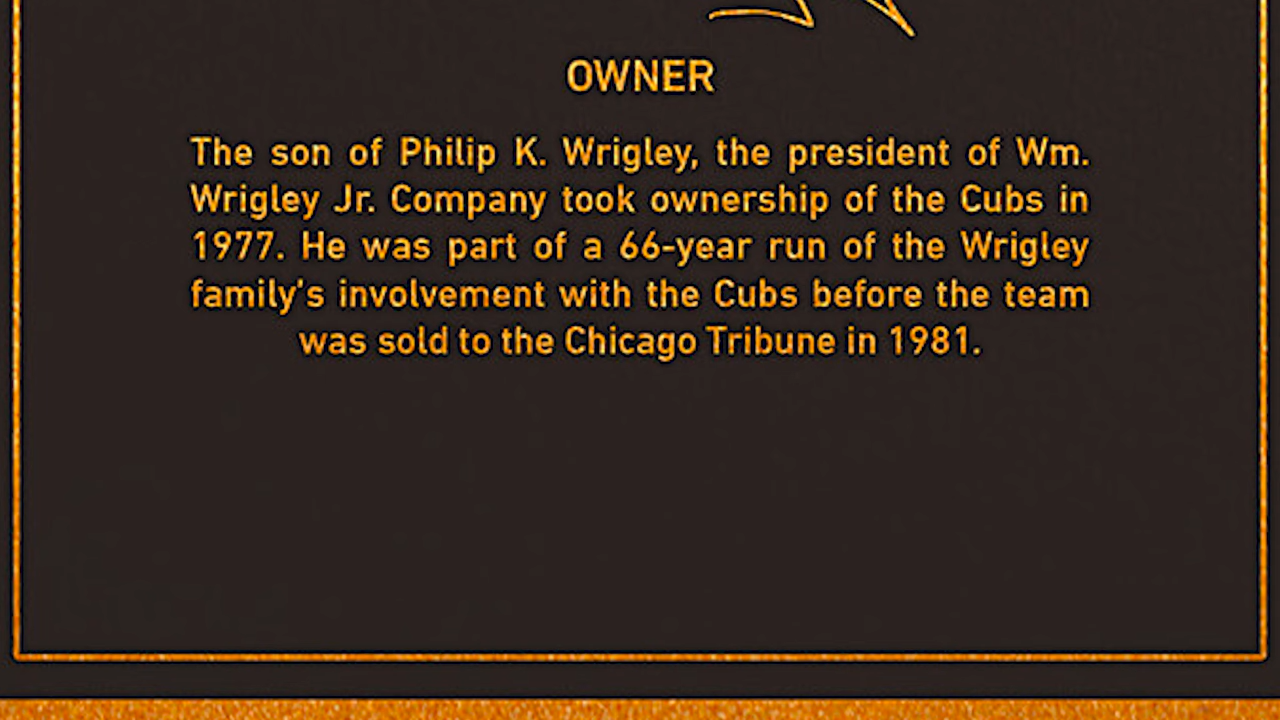 OWNER
The son of Philip K. Wrigley, the president of Wm.
Wrigley Jr. Company took ownership of the Cubs in
1977. He was part of a 66-year run of the Wrigley
family's involvement with the Cubs before the team
was sold to the Chicago Tribune in 1981.